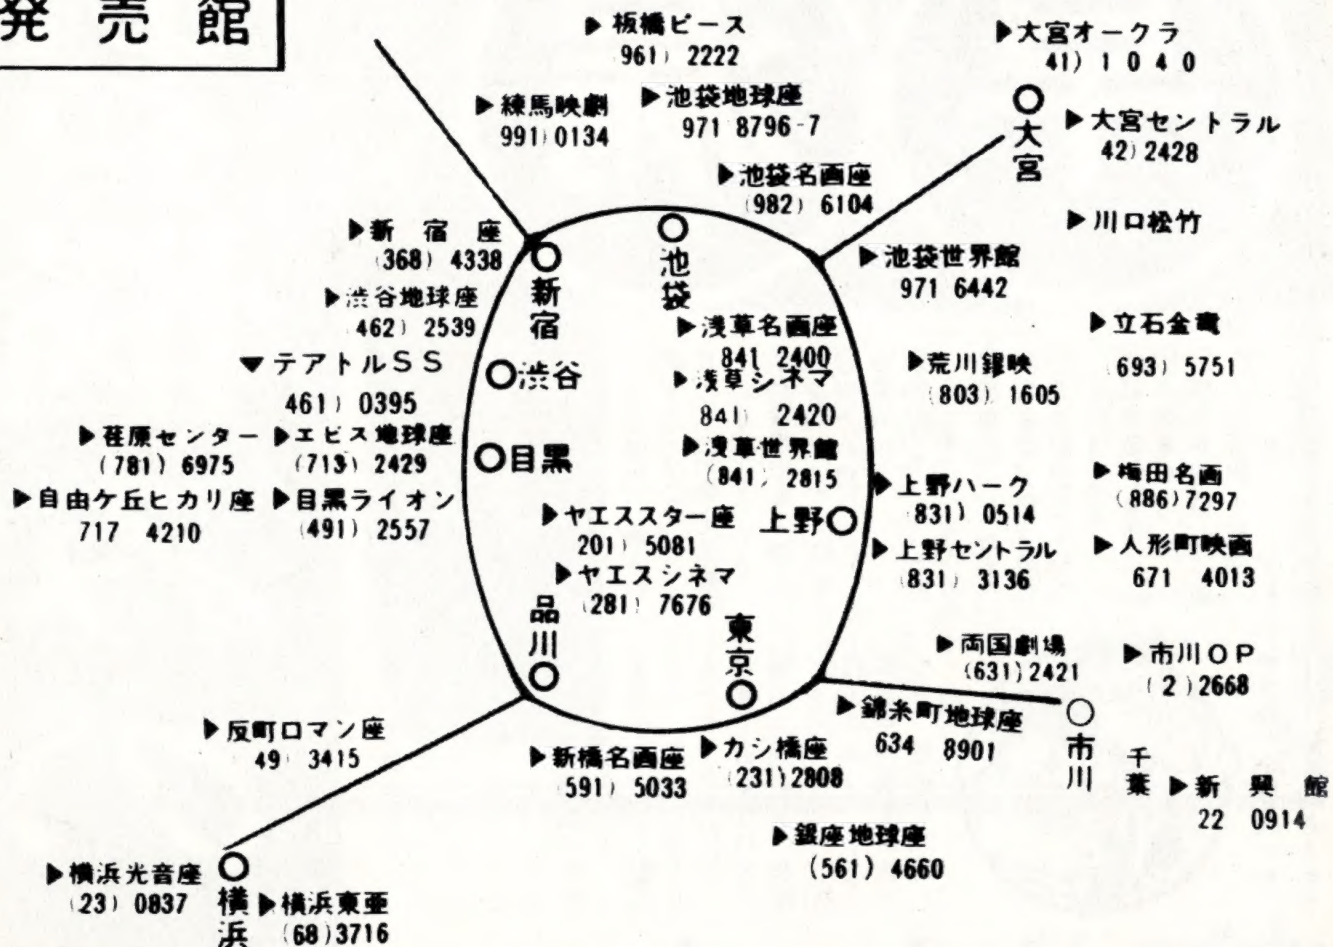 発売館
▶板橋ピース
961) 2222
▶大宮オークラ
41) 1040
▶練馬映劇
991) 0134
▶池袋地球座
971 8796-7
大宮
▶大宮セントラル
42) 2428
▶池袋名画座
(982) 6104
▶川口松竹
▶新宿座
(368) 4338
新宿
池袋
▶池袋世界館
971 6442
▶渋谷地球座
462) 2539
▶浅草名画座
841 2400
▶立石金竜
(693) 5751
▼テアトルSS
461) 0395
渋谷
▶浅草シネマ
841) 2420
▶荒川銀映
(803) 1605
▶荏原センター
(781) 6975
▶エビス地球座
(713) 2429
目黒
▶浅草世界館
(841) 2815
▶自由ケ丘ヒカリ座
717 4210
▶目黒ライオン
(491) 2557
▶ヤエススター座
201) 5081
上野
▶上野パーク
(831) 0514
▶梅田名画
(886) 7297
▶ヤエスシネマ
(281) 7676
▶上野セントラル
(831) 3136
▶人形町映画
671 4013
品川
東京
▶両国劇場
(631) 2421
▶市川OP
(2) 2668
▶反町ロマン座
49) 3415
▶新橋名画座
(591) 5033
▶カシ橋座
(231) 2808
▶錦糸町地球座
634 8901
市川
千葉
▶新興館
22 0914
▶銀座地球座
(561) 4660
▶横浜光音座
(23) 0837
横浜
▶横浜東亜
(68) 3716